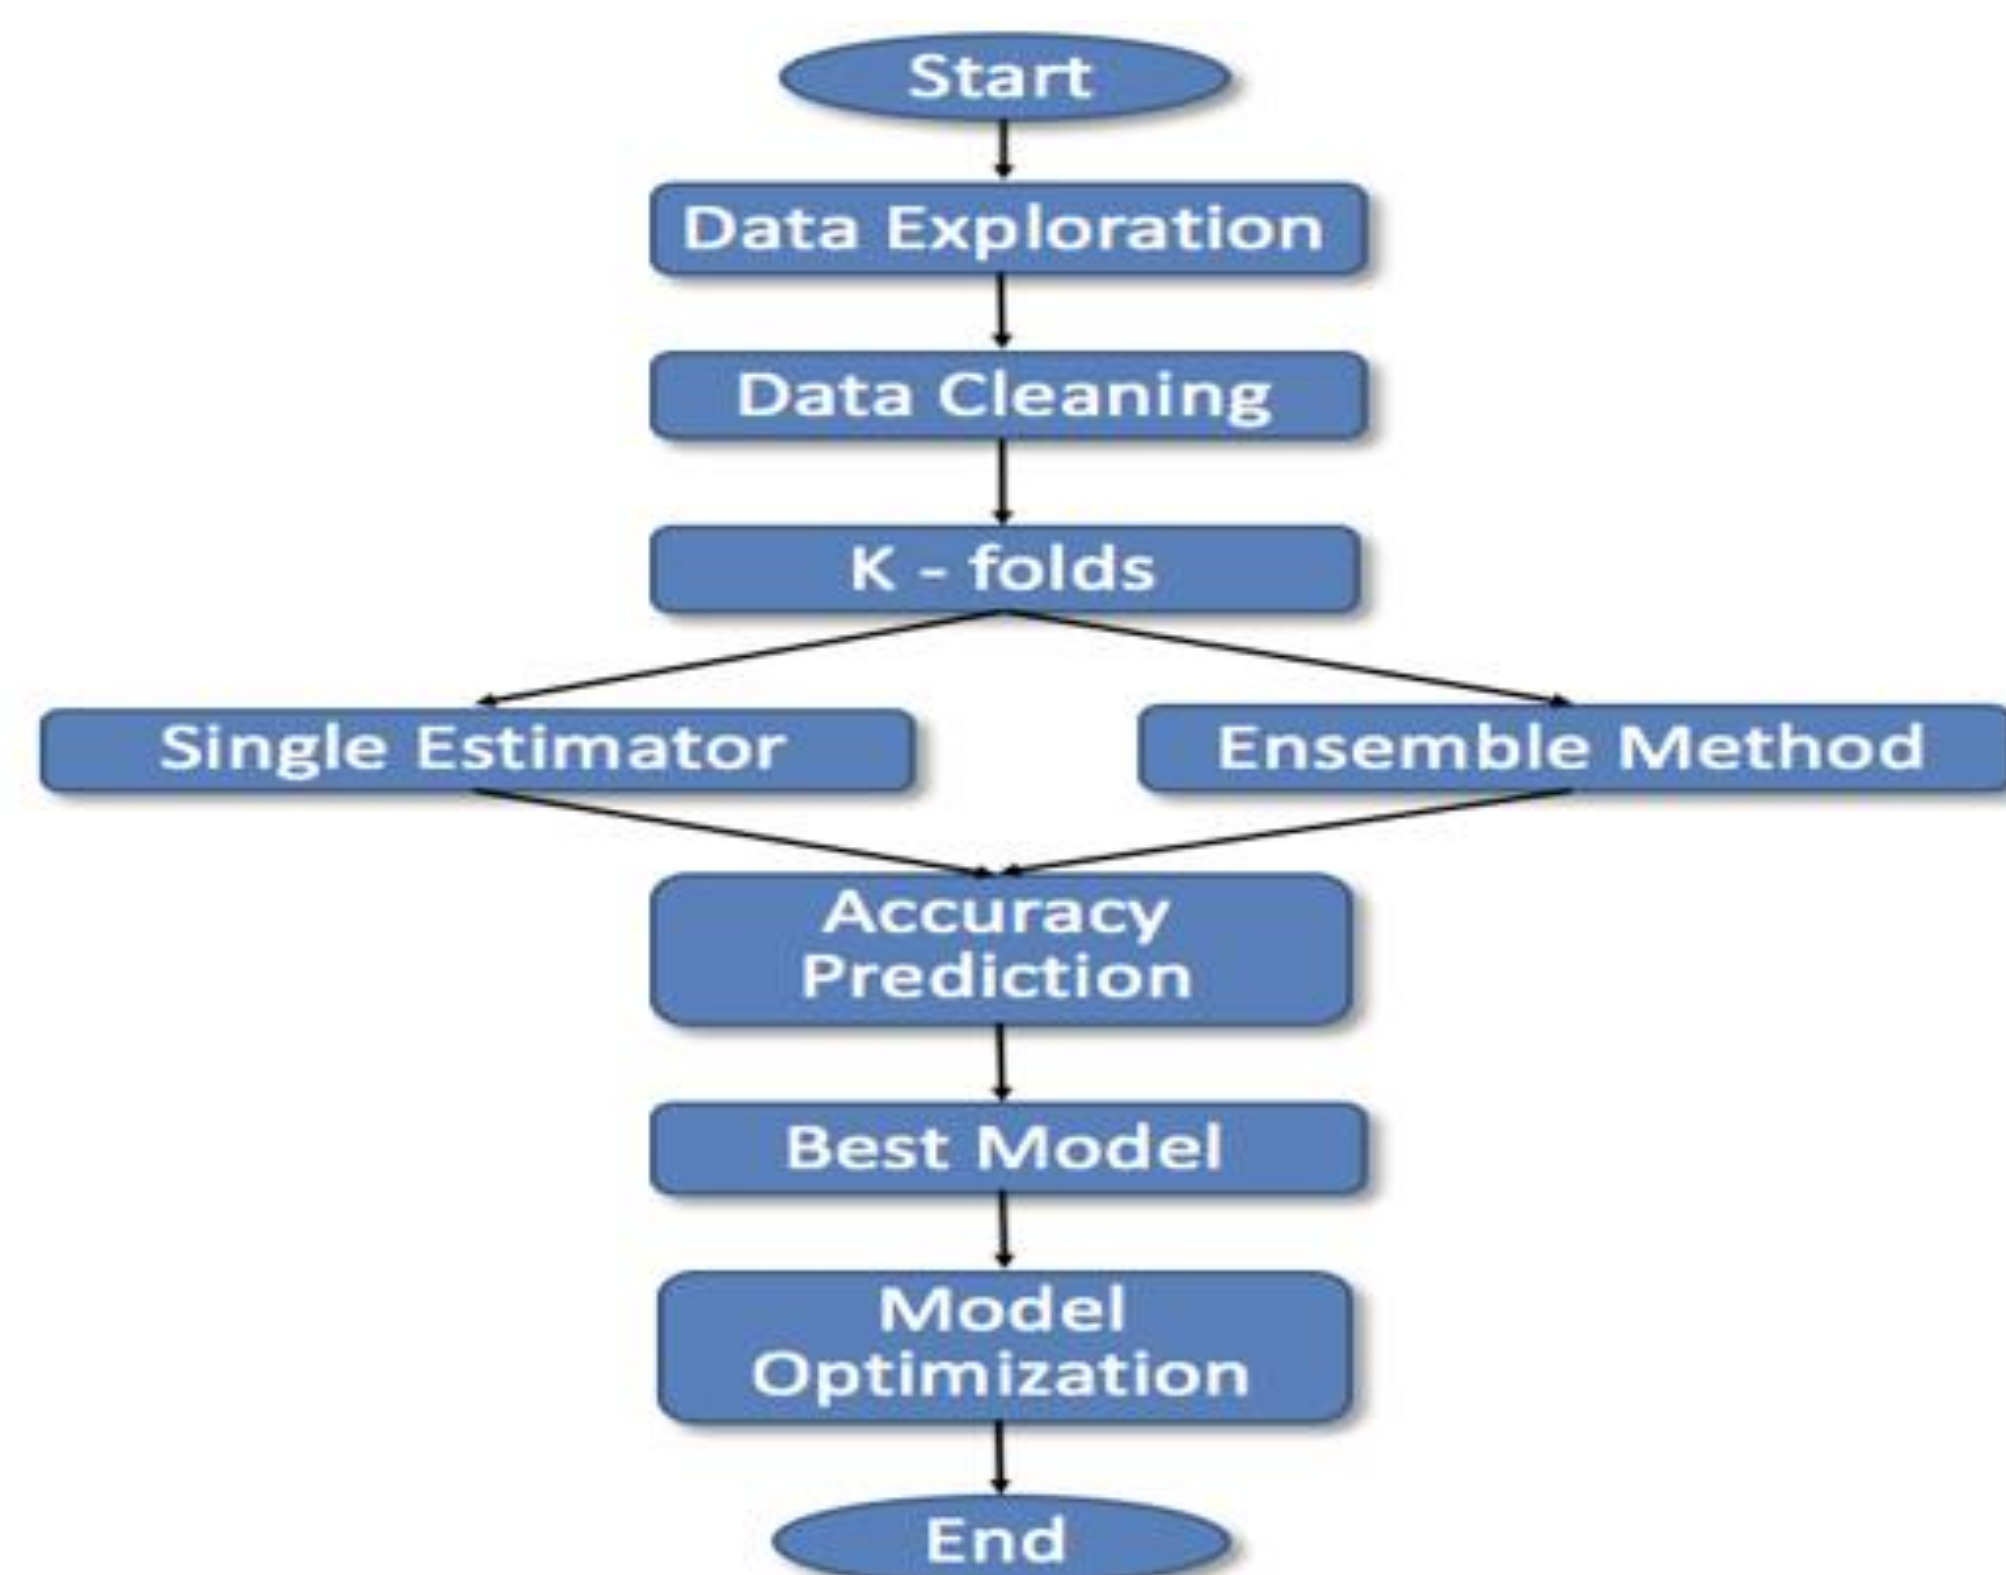 Start
Data Exploration
Data Cleaning
K - folds
Single Estimator
Ensemble Method
Accuracy
Prediction
Best Model
Model
Optimization
End